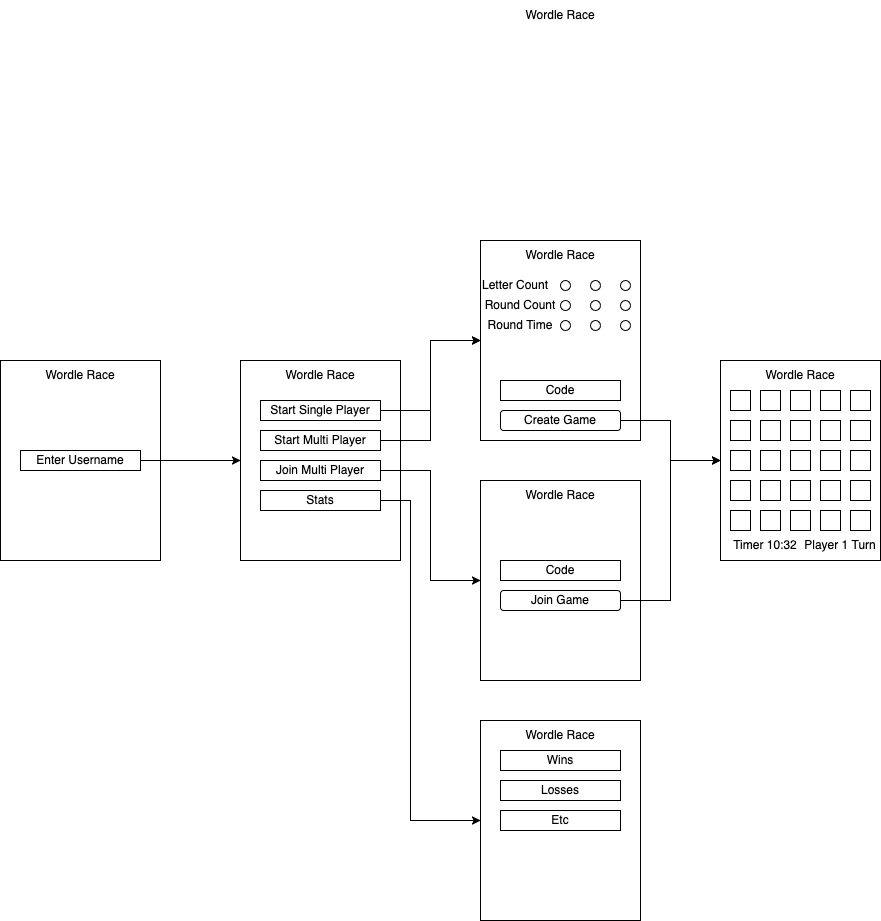 Wordle Race
Wordle Race
Enter Username
Wordle Race
Start Single Player
Start Multi Player
Join Multi Player
Stats
Wordle Race
Letter Count
Round Count
Round Time
Code
Create Game
Wordle Race
Code
Join Game
Wordle Race
Wins
Losses
Etc
Wordle Race
Timer 10:32 Player 1 Turn